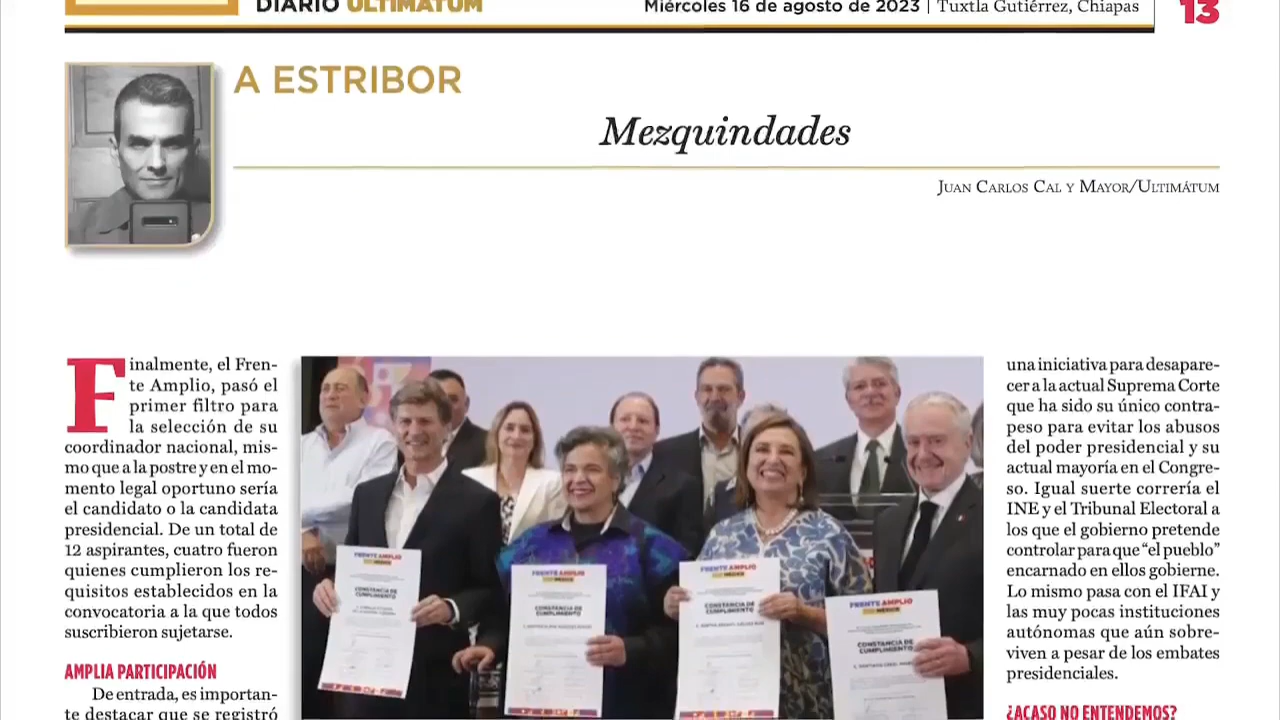 DIARIO ULTIMATUM
Miércoles 16 de agosto de 2023 | Tuxtla Gutiérrez, Chiapas
13
A ESTRIBOR
Mezquindades
Juan Carlos Cal y Mayor/Ultimátum
Finalmente, el Fren-
te Amplio, pasó el
primer filtro para
la selección de su
coordinador nacional, mis-
mo que a la postre y en el mo-
mento legal oportuno sería
el candidato o la candidata
presidencial. De un total de
12 aspirantes, cuatro fueron
quienes cumplieron los re-
quisitos establecidos en la
convocatoria a la que todos
suscribieron sujetarse.
AMPLIA PARTICIPACIÓN
De entrada, es importan-
te destacar que se registró
FRENTE AMPLIO
CONSTANCIA DE
CUMPLIMIENTO
FRENTE AMPLIO
POR MÉXICO
CONSTANCIA DE
CUMPLIMIENTO
FRENTE AMPLIO
POR MÉXICO
CONSTANCIA DE
CUMPLIMIENTO
FRENTE AMPLIO
POR MÉXICO
CONSTANCIA DE
CUMPLIMIENTO
una iniciativa para desapare-
cer a la actual Suprema Corte
que ha sido su único contra-
peso para evitar los abusos
del poder presidencial y su
actual mayoría en el Congre-
so. Igual suerte correría el
INE y el Tribunal Electoral a
los que el gobierno pretende
controlar para que “el pueblo”
encarnado en ellos gobierne.
Lo mismo pasa con el IFAI y
las muy pocas instituciones
autónomas que aún sobre-
viven a pesar de los embates
presidenciales.
¿ACASO NO ENTENDEMOS?